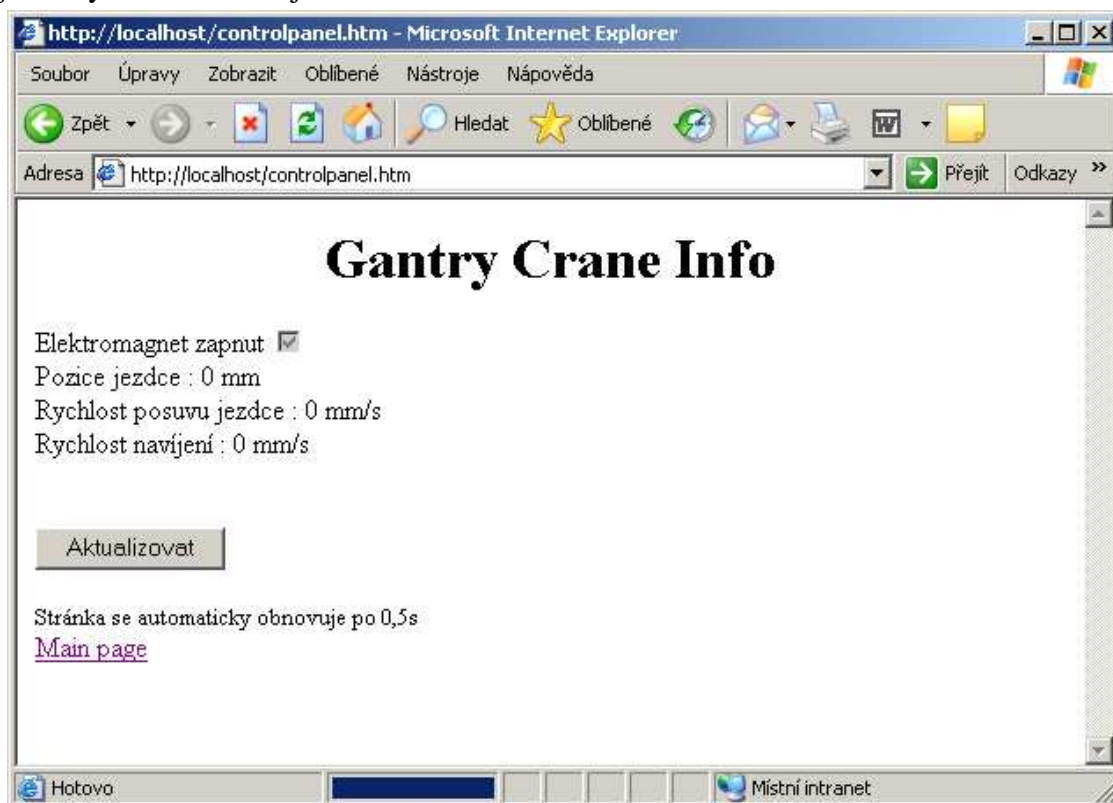 http://localhost/controlpanel.htm - Microsoft Internet Explorer
Soubor Úpravy Zobrazit Oblíbené Nástroje Nápověda
Zpět Hledat Oblíbené
Adresa http://localhost/controlpanel.htm Přejít Odkazy »
Gantry Crane Info
Elektromagnet zapnut
Pozice jezdce : 0 mm
Rychlost posuvu jezdce : 0 mm/s
Rychlost navíjení : 0 mm/s
Aktualizovat
Stránka se automaticky obnovuje po 0,5s
Main page
Hotovo Místní intranet